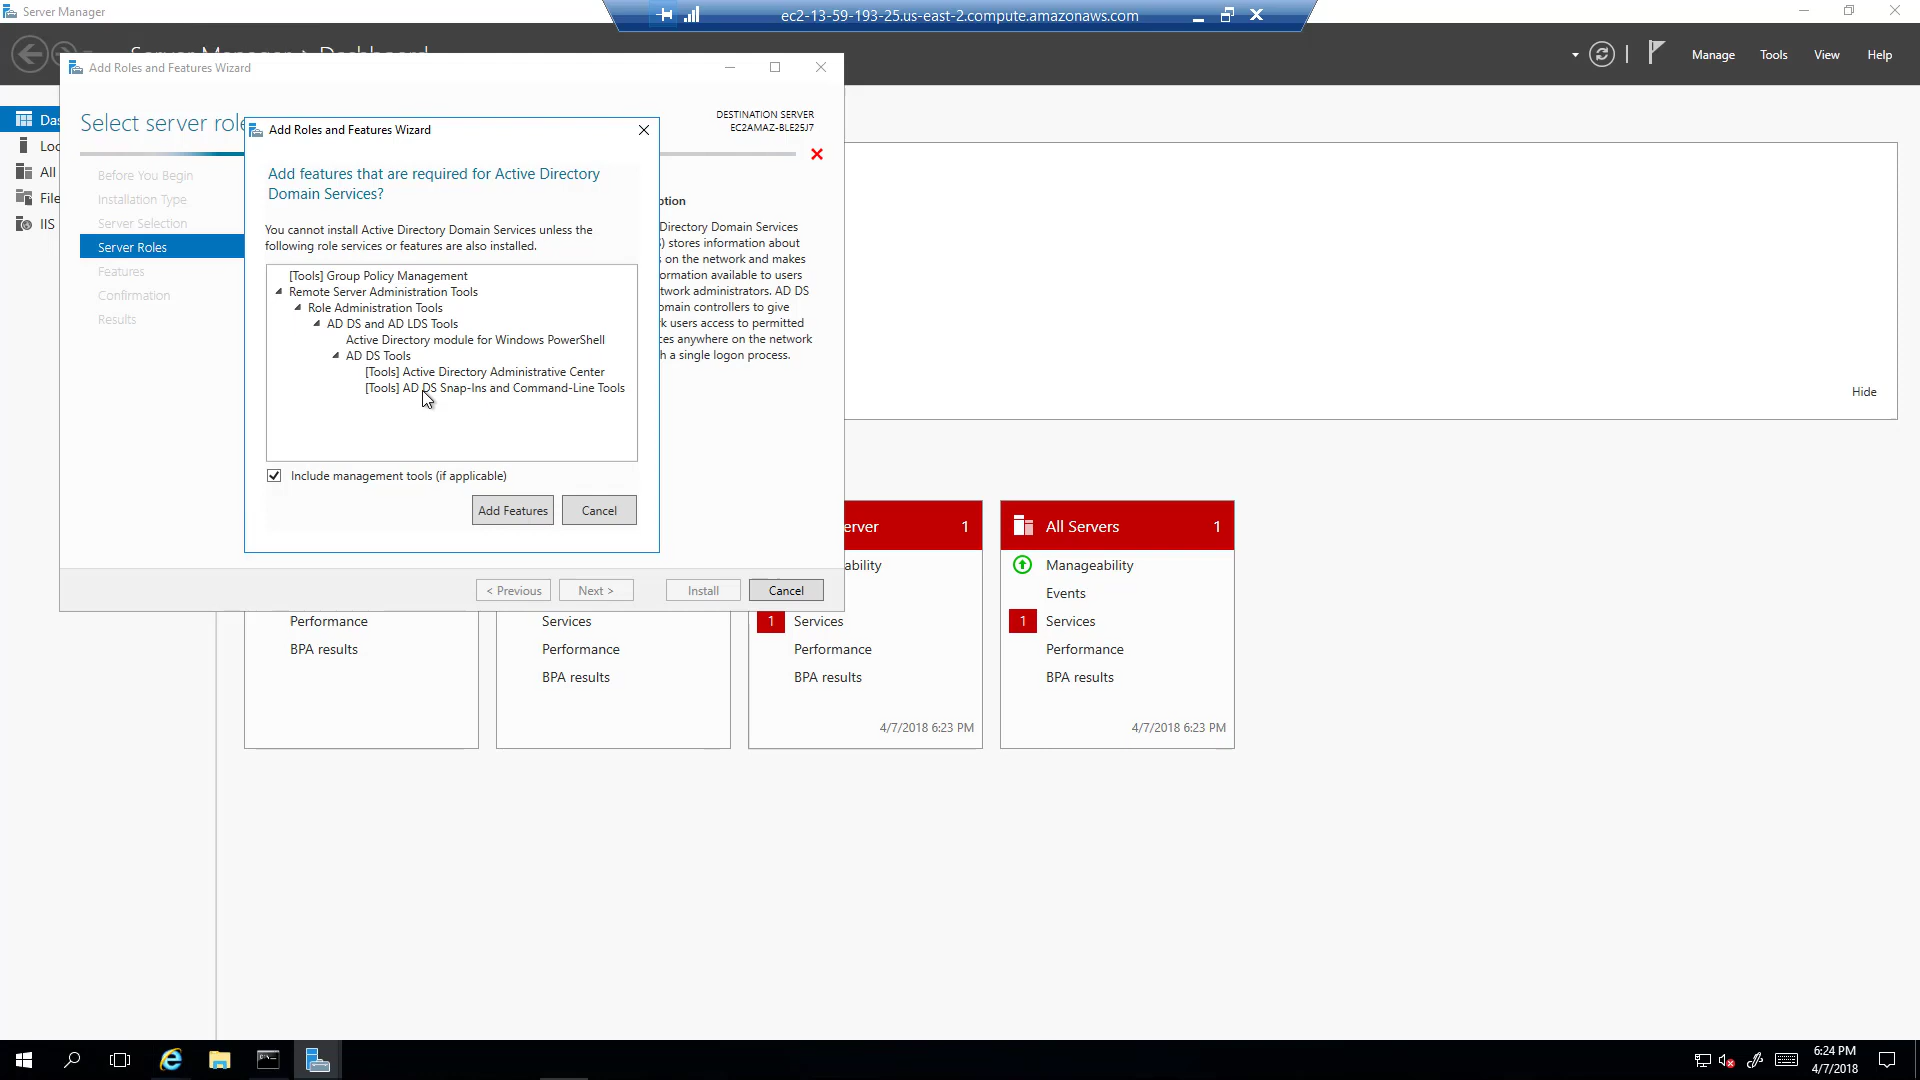 Server Manager
ec2-13-59-193-25.us-east-2.compute.amazonaws.com
Server Manager Dashboard
Manage
Tools
View
Help
Add Roles and Features Wizard
Select server role
DESTINATION SERVER
EC2AMAZ-BLE25J7
Das
Loc
All
File
IIS
Before You Begin
Installation Type
Server Selection
Server Roles
Features
Confirmation
Results
Add Roles and Features Wizard
Add features that are required for Active Directory
Domain Services?
You cannot install Active Directory Domain Services unless the
following role services or features are also installed.
[Tools] Group Policy Management
Remote Server Administration Tools
Role Administration Tools
AD DS and AD LDS Tools
Active Directory module for Windows PowerShell
AD DS Tools
[Tools] Active Directory Administrative Center
[Tools] AD DS Snap-Ins and Command-Line Tools
Include management tools (if applicable)
Add Features
Cancel
ption
Directory Domain Services
) stores information about
on the network and makes
ormation available to users
twork administrators. AD DS
omain controllers to give
k users access to permitted
ces anywhere on the network
h a single logon process.
< Previous
Next >
Install
Cancel
Hide
Performance
BPA results
Services
Performance
BPA results
erver 1
ability
1 Services
Performance
BPA results
4/7/2018 6:23 PM
All Servers 1
Manageability
Events
1 Services
Performance
BPA results
4/7/2018 6:23 PM
6:24 PM
4/7/2018